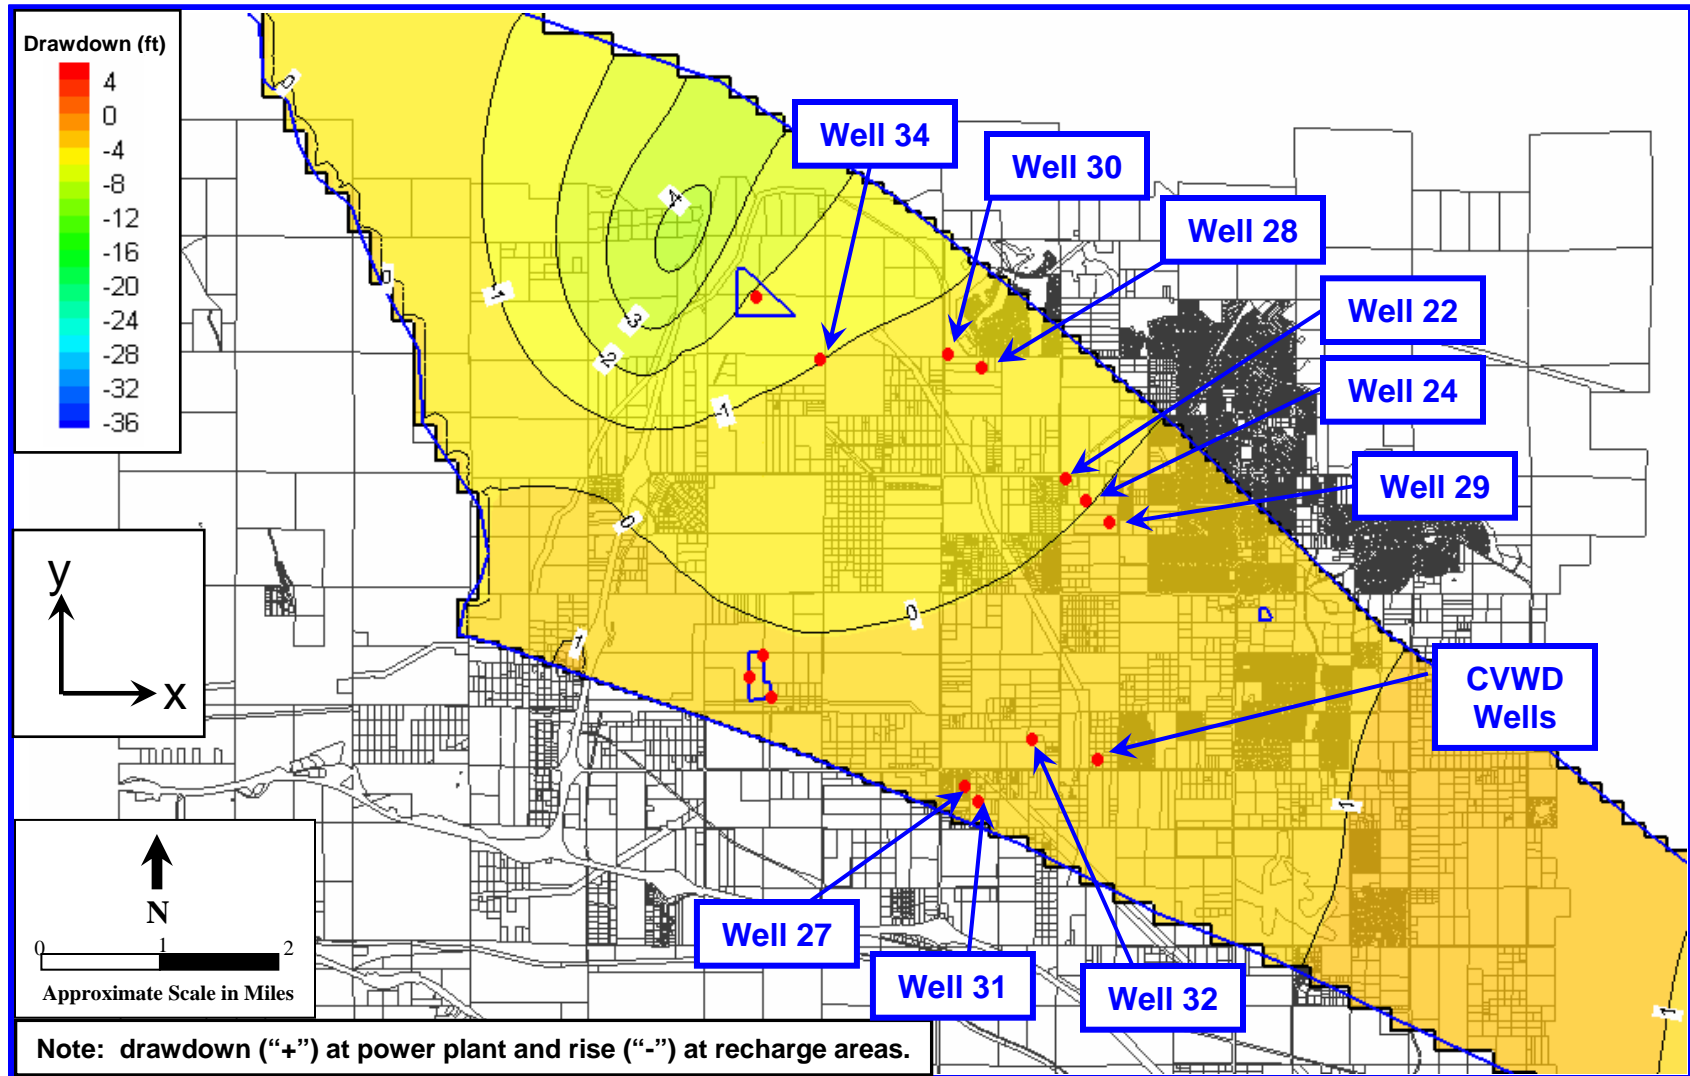 Drawdown (ft)
4
0
-4
-8
-12
-16
-20
-24
-28
-32
-36
0
0
-4
-1
-3
-2
-1
0
0
1
1
1
Well 34
Well 30
Well 28
Well 22
Well 24
Well 29
CVWD
Wells
Well 27
Well 31
Well 32
y
x
N
0 1 2
Approximate Scale in Miles
Note: drawdown (“+”) at power plant and rise (“-”) at recharge areas.